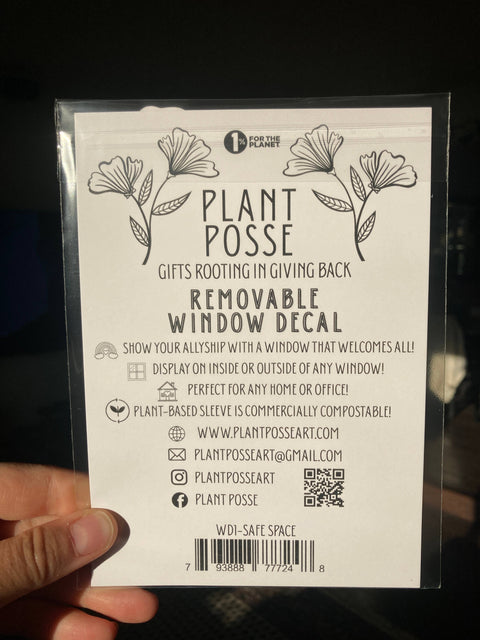 1% FOR THE
PLANET
PLANT
POSSE
GIFTS ROOTING IN GIVING BACK
REMOVABLE
WINDOW DECAL
SHOW YOUR ALLYSHIP WITH A WINDOW THAT WELCOMES ALL!
DISPLAY ON INSIDE OR OUTSIDE OF ANY WINDOW!
PERFECT FOR ANY HOME OR OFFICE!
PLANT-BASED SLEEVE IS COMMERCIALLY COMPOSTABLE!
WWW.PLANTPOSSEART.COM
PLANTPOSSEART@GMAIL.COM
PLANTPOSSEART
PLANT POSSE
WD1-SAFE SPACE
7 93888 77724 8